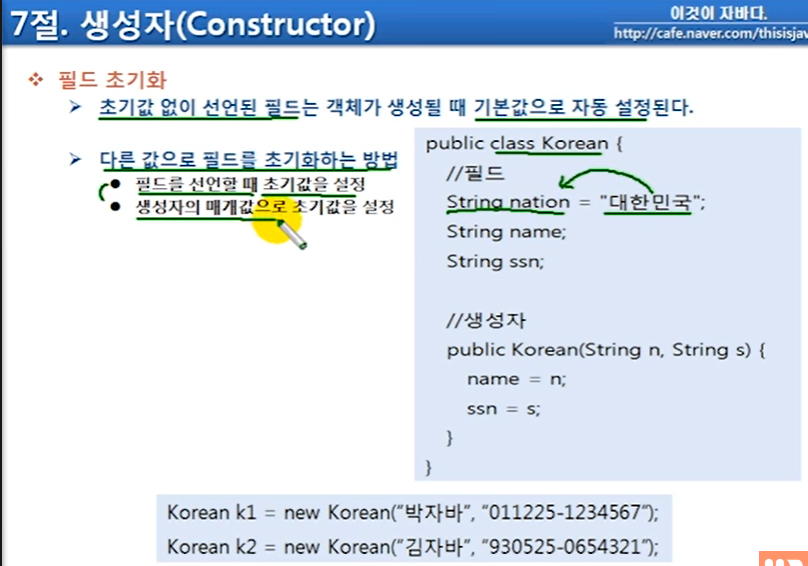 7절. 생성자(Constructor)
이것이 자바다.
http://cafe.naver.com/thisisjav
필드 초기화
초기값 없이 선언된 필드는 객체가 생성될 때 기본값으로 자동 설정된다.
다른 값으로 필드를 초기화하는 방법
필드를 선언할 때 초기값을 설정
생성자의 매개값으로 초기값을 설정
public class Korean {
//필드
String nation = "대한민국";
String name;
String ssn;
//생성자
public Korean(String n, String s) {
name = n;
ssn = s;
}
}
Korean k1 = new Korean(“박자바”, “011225-1234567”);
Korean k2 = new Korean(“김자바”, “930525-0654321”);